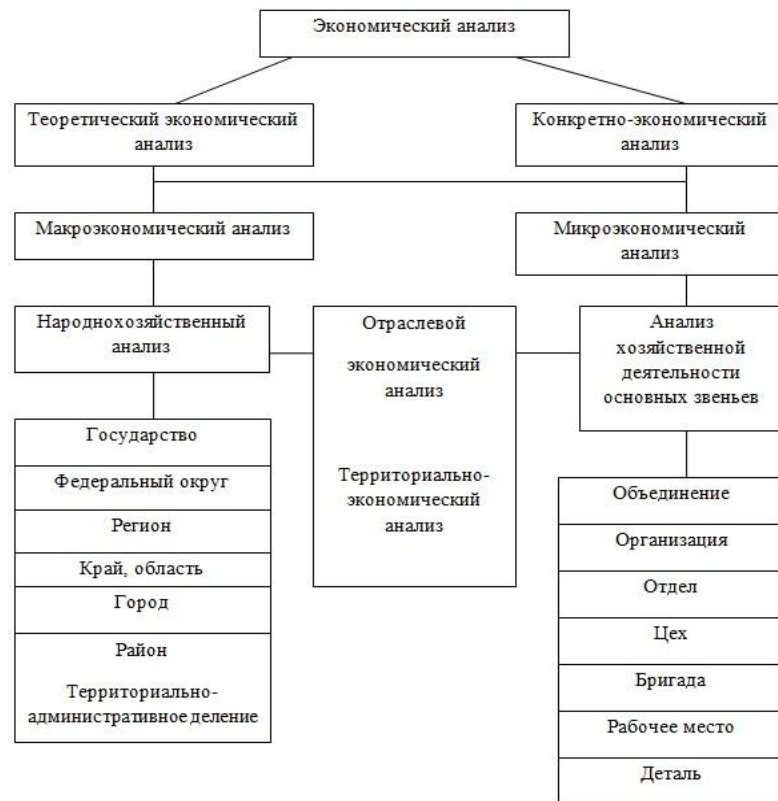 Экономический анализ
Теоретический экономический
анализ
Конкретно-экономический
анализ
Макроэкономический анализ
Микроэкономический
анализ
Народнохозяйственный
анализ
Отраслевой
экономический
анализ
Территориально-
экономический
анализ
Анализ
хозяйственной
деятельности
основных звеньев
Государство
Федеральный округ
Регион
Край, область
Город
Район
Территориально-
административное деление
Объединение
Организация
Отдел
Цех
Бригада
Рабочее место
Деталь